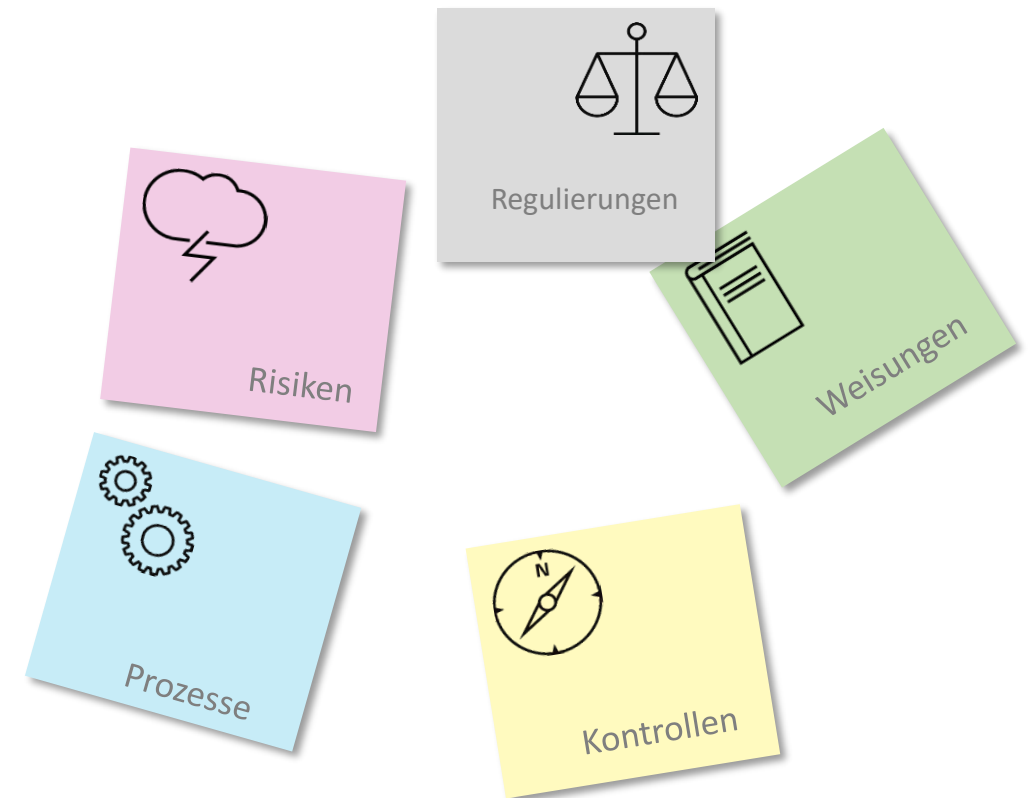 Regulierungen
Risiken
Weisungen
Prozesse
N
Kontrollen